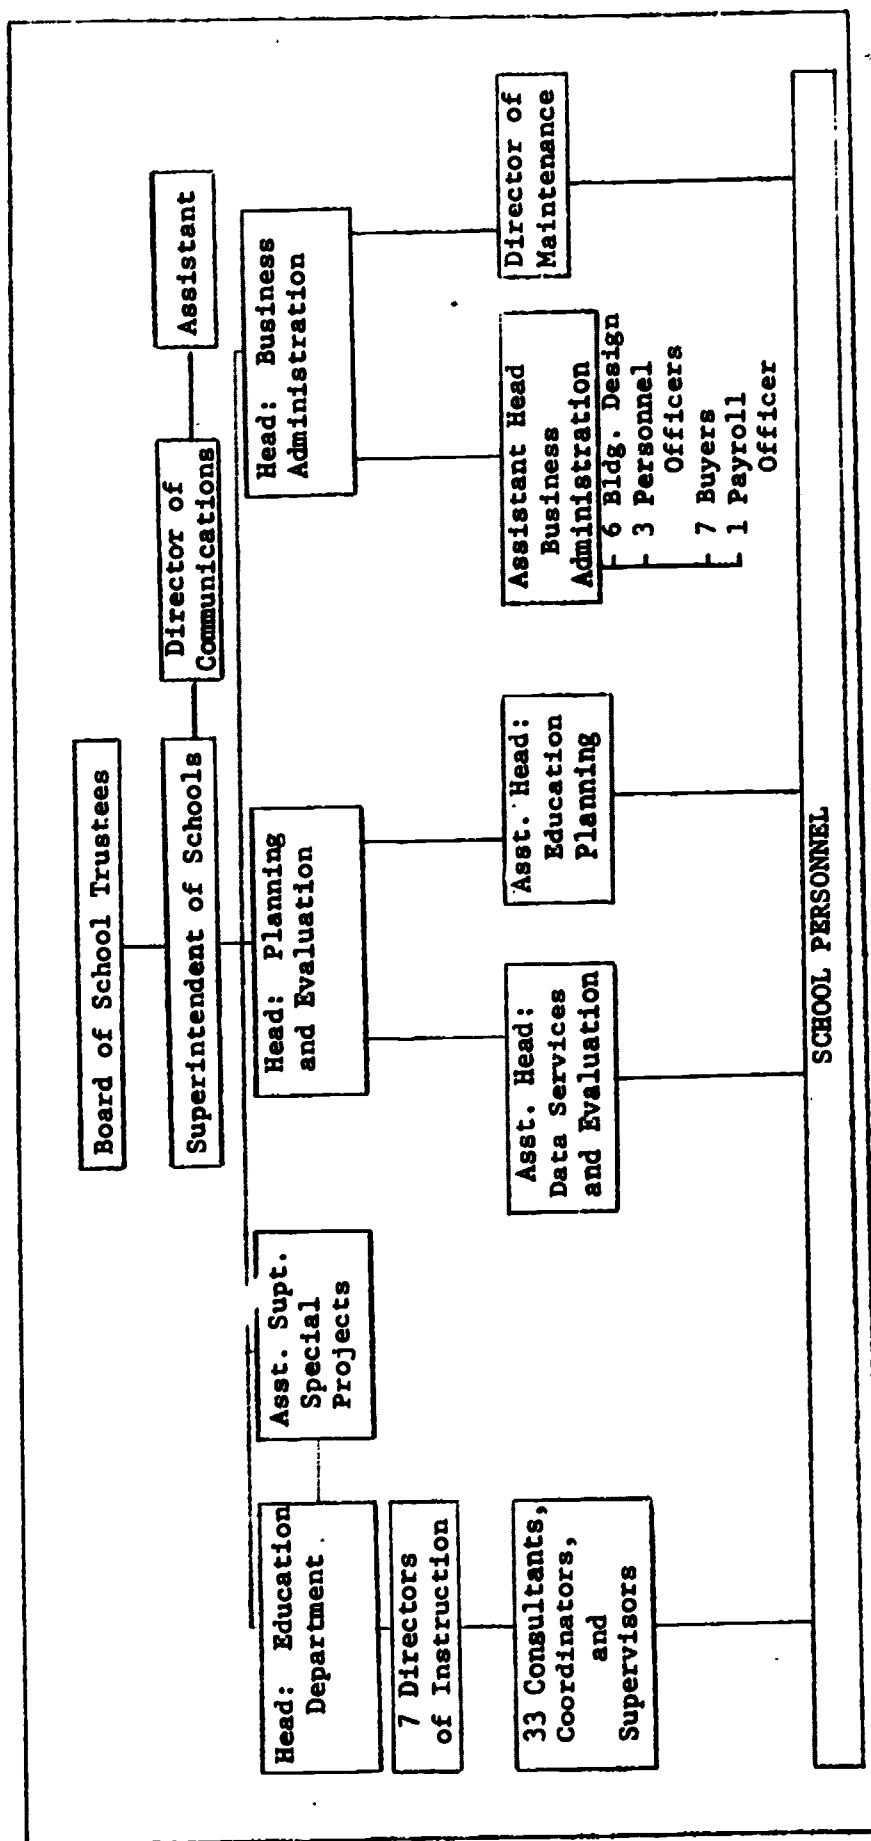 Board of School Trustees
Superintendent of Schools
Director of
Communications
Assistant
Head: Education
Department
Asst. Supt.
Special
Projects
Head: Planning
and Evaluation
Head: Business
Administration
7 Directors
of Instruction
33 Consultants,
Coordinators,
and
Supervisors
Asst. Head:
Data Services
and Evaluation
Asst. Head:
Education
Planning
Assistant Head
Business
Administration
6 Bldg. Design
3 Personnel
Officers
7 Buyers
1 Payroll
Officer
Director of
Maintenance
SCHOOL PERSONNEL